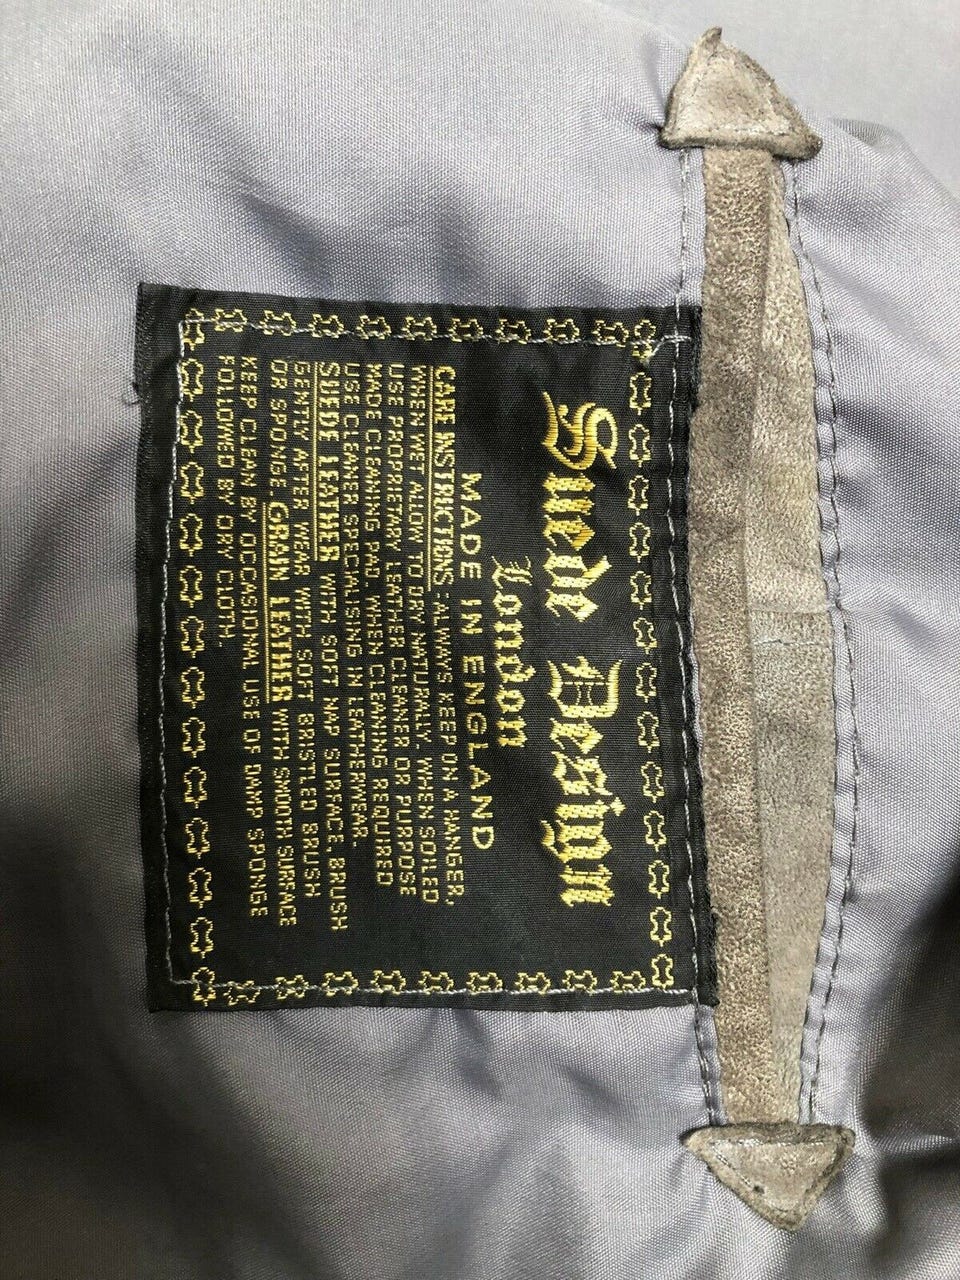 Suede Design
London
MADE IN ENGLAND
CARE INSTRUCTIONS: ALWAYS KEEP ON A HANGER.
WHEN WET ALLOW TO DRY NATURALLY. WHEN SOILED
USE PROPRIETARY LEATHER CLEANER OR PURPOSE
MADE CLEANING PAD. WHEN CLEANING REQUIRED
USE CLEANER SPECIALISING IN LEATHERWEAR.
SUEDE LEATHER WITH SOFT NAP SURFACE, BRUSH
GENTLY AFTER WEAR WITH SOFT BRISTLED BRUSH
OR SPONGE. GRAIN LEATHER WITH SMOOTH SURFACE
KEEP CLEAN BY OCCASIONAL USE OF DAMP SPONGE
FOLLOWED BY DRY CLOTH.